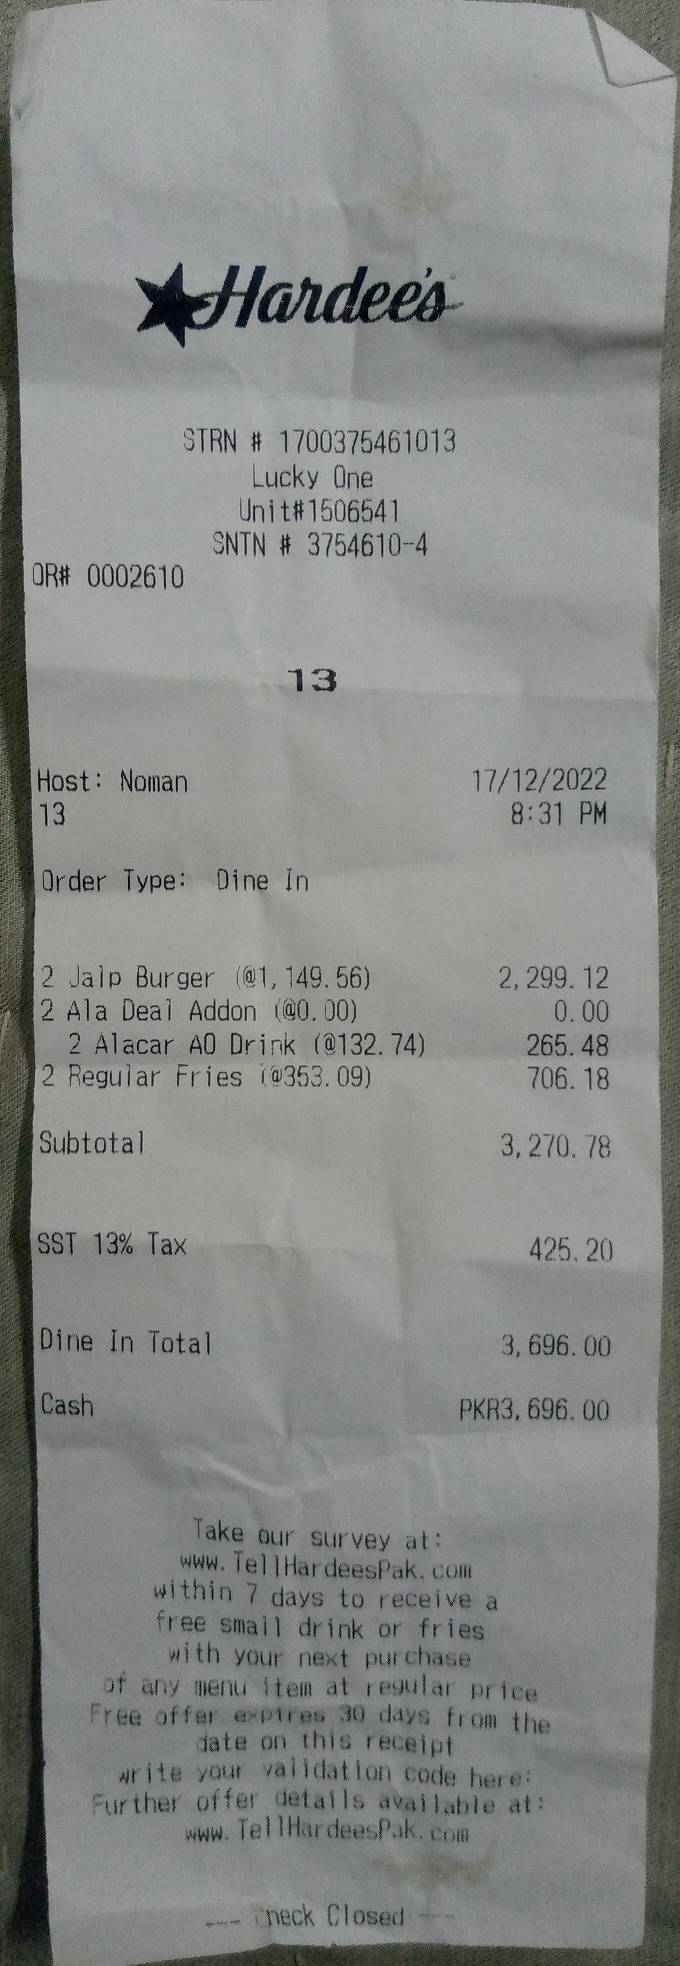 Hardee's
STRN # 1700375461013
Lucky One
Unit#1506541
SNTN # 3754610-4
OR# 0002610
13
Host: Noman 17/12/2022
13 8:31 PM
Order Type: Dine In
2 Jalp Burger (@1,149.56) 2,299.12
2 Ala Deal Addon (@0.00) 0.00
2 Alacar AO Drink (@132.74) 265.48
2 Regular Fries (@353.09) 706.18
Subtotal 3,270.78
SST 13% Tax 425.20
Dine In Total 3,696.00
Cash PKR3,696.00
Take our survey at:
www.TellHardeesPak.com
within 7 days to receive a
free small drink or fries
with your next purchase
of any menu item at regular price
Free offer expires 30 days from the
date on this receipt
write your validation code here:
Further offer details available at:
www.TellHardeesPak.com
--- Check Closed ---